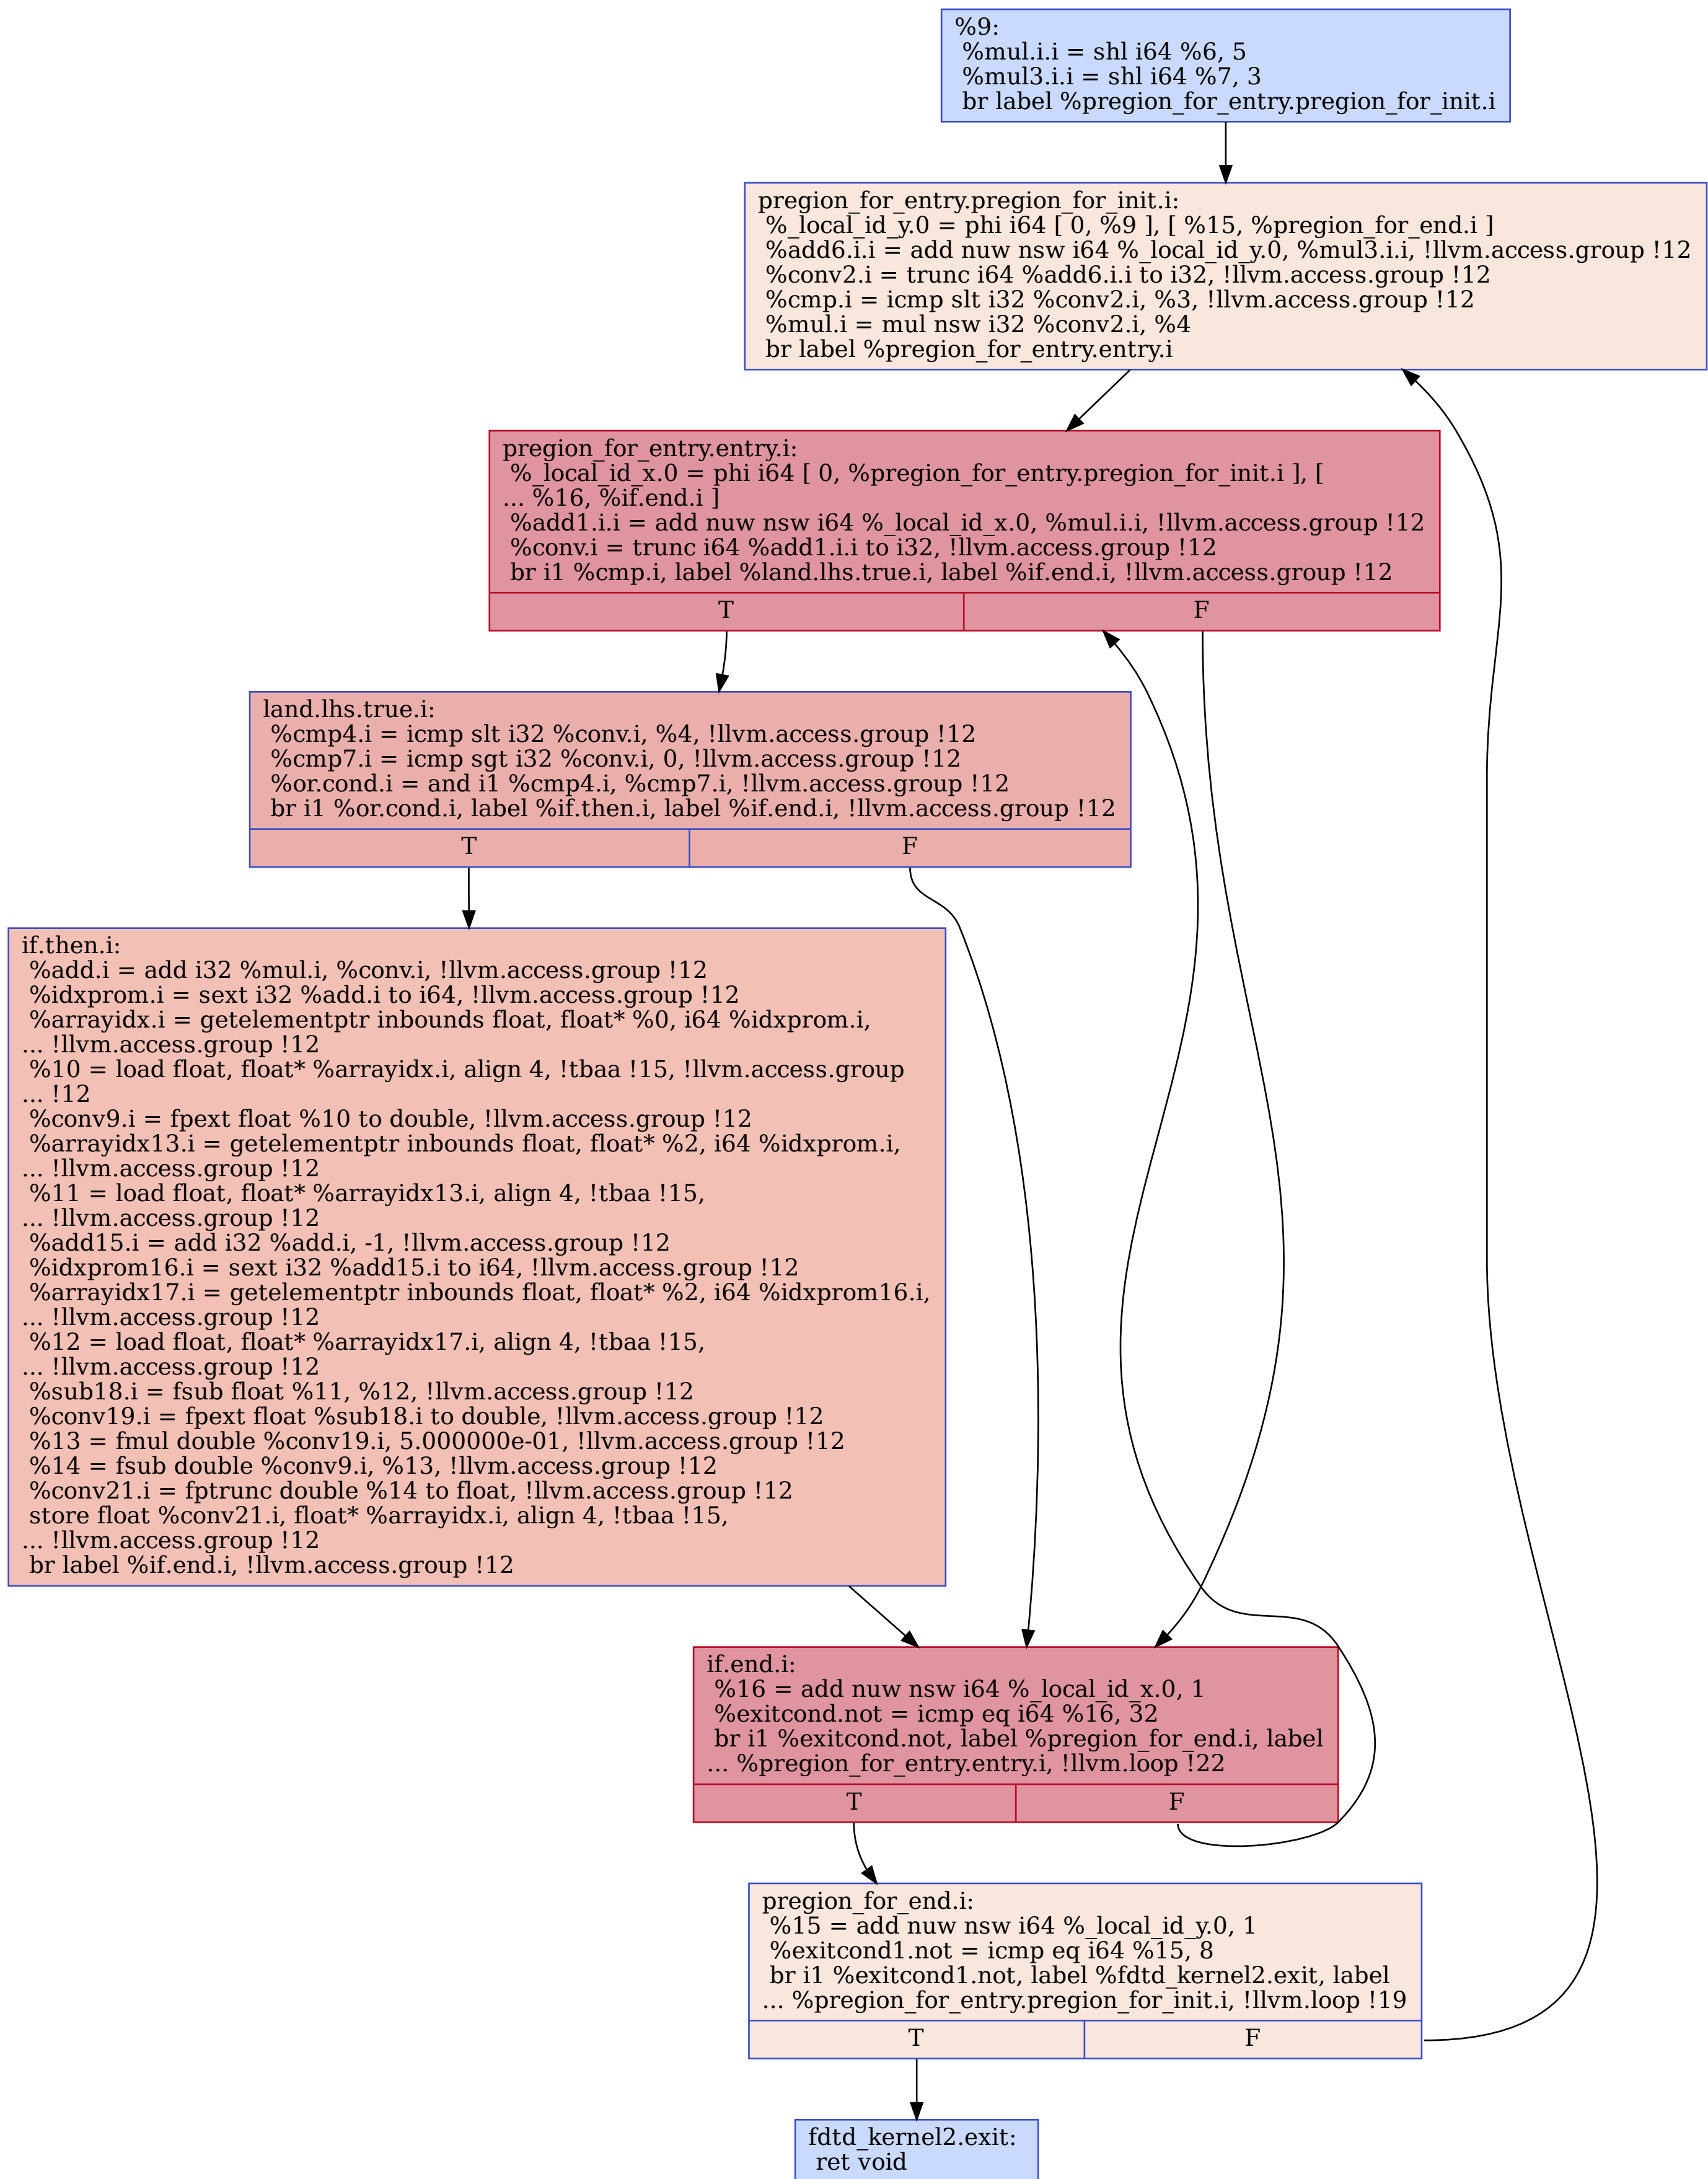 %9:
%mul.i.i = shl i64 %6, 5
%mul3.i.i = shl i64 %7, 3
br label %pregion_for_entry.pregion_for_init.i
pregion_for_entry.pregion_for_init.i:
%_local_id_y.0 = phi i64 [ 0, %9 ], [ %15, %pregion_for_end.i ]
%add6.i.i = add nuw nsw i64 %_local_id_y.0, %mul3.i.i, !llvm.access.group !12
%conv2.i = trunc i64 %add6.i.i to i32, !llvm.access.group !12
%cmp.i = icmp slt i32 %conv2.i, %3, !llvm.access.group !12
%mul.i = mul nsw i32 %conv2.i, %4
br label %pregion_for_entry.entry.i
pregion_for_entry.entry.i:
%_local_id_x.0 = phi i64 [ 0, %pregion_for_entry.pregion_for_init.i ], [
... %16, %if.end.i ]
%add1.i.i = add nuw nsw i64 %_local_id_x.0, %mul.i.i, !llvm.access.group !12
%conv.i = trunc i64 %add1.i.i to i32, !llvm.access.group !12
br i1 %cmp.i, label %land.lhs.true.i, label %if.end.i, !llvm.access.group !12
T F
land.lhs.true.i:
%cmp4.i = icmp slt i32 %conv.i, %4, !llvm.access.group !12
%cmp7.i = icmp sgt i32 %conv.i, 0, !llvm.access.group !12
%or.cond.i = and i1 %cmp4.i, %cmp7.i, !llvm.access.group !12
br i1 %or.cond.i, label %if.then.i, label %if.end.i, !llvm.access.group !12
T F
if.then.i:
%add.i = add i32 %mul.i, %conv.i, !llvm.access.group !12
%idxprom.i = sext i32 %add.i to i64, !llvm.access.group !12
%arrayidx.i = getelementptr inbounds float, float* %0, i64 %idxprom.i,
... !llvm.access.group !12
%10 = load float, float* %arrayidx.i, align 4, !tbaa !15, !llvm.access.group
... !12
%conv9.i = fpext float %10 to double, !llvm.access.group !12
%arrayidx13.i = getelementptr inbounds float, float* %2, i64 %idxprom.i,
... !llvm.access.group !12
%11 = load float, float* %arrayidx13.i, align 4, !tbaa !15,
... !llvm.access.group !12
%add15.i = add i32 %add.i, -1, !llvm.access.group !12
%idxprom16.i = sext i32 %add15.i to i64, !llvm.access.group !12
%arrayidx17.i = getelementptr inbounds float, float* %2, i64 %idxprom16.i,
... !llvm.access.group !12
%12 = load float, float* %arrayidx17.i, align 4, !tbaa !15,
... !llvm.access.group !12
%sub18.i = fsub float %11, %12, !llvm.access.group !12
%conv19.i = fpext float %sub18.i to double, !llvm.access.group !12
%13 = fmul double %conv19.i, 5.000000e-01, !llvm.access.group !12
%14 = fsub double %conv9.i, %13, !llvm.access.group !12
%conv21.i = fptrunc double %14 to float, !llvm.access.group !12
store float %conv21.i, float* %arrayidx.i, align 4, !tbaa !15,
... !llvm.access.group !12
br label %if.end.i, !llvm.access.group !12
if.end.i:
%16 = add nuw nsw i64 %_local_id_x.0, 1
%exitcond.not = icmp eq i64 %16, 32
br i1 %exitcond.not, label %pregion_for_end.i, label
... %pregion_for_entry.entry.i, !llvm.loop !22
T F
pregion_for_end.i:
%15 = add nuw nsw i64 %_local_id_y.0, 1
%exitcond1.not = icmp eq i64 %15, 8
br i1 %exitcond1.not, label %fdtd_kernel2.exit, label
... %pregion_for_entry.pregion_for_init.i, !llvm.loop !19
T F
fdtd_kernel2.exit:
ret void